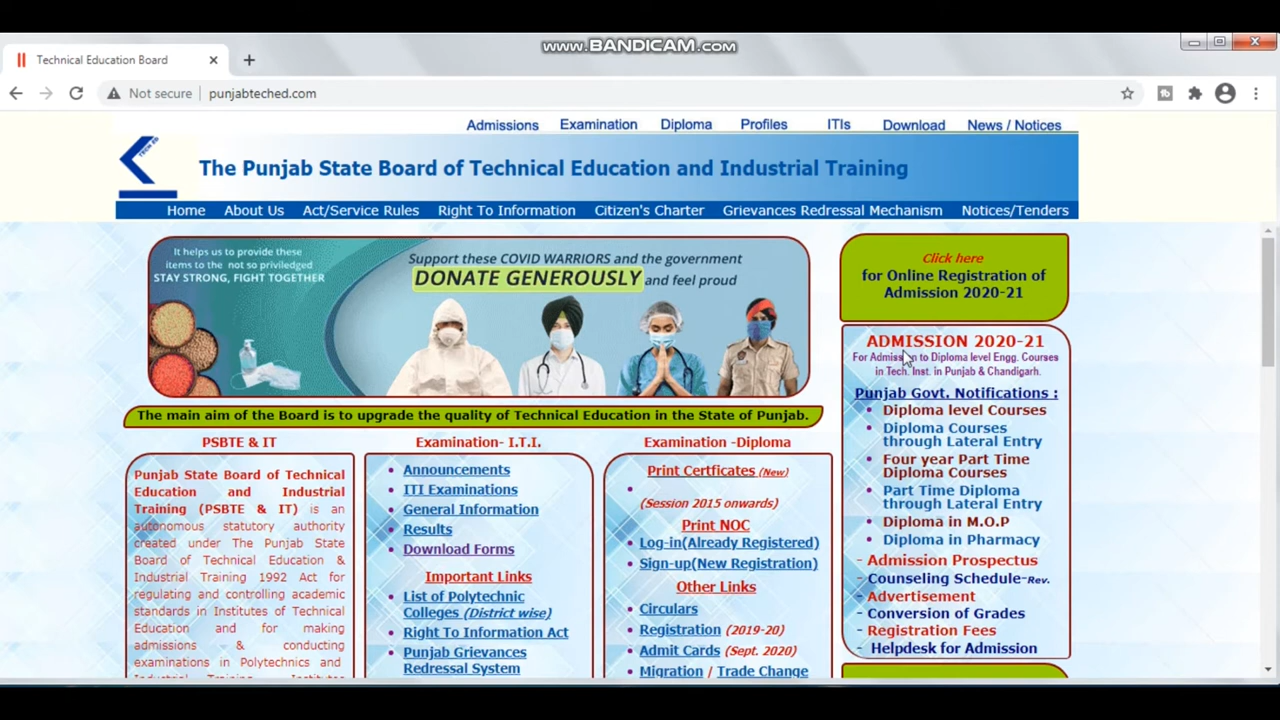 www.BANDICAM.com
Technical Education Board
Not secure
punjabteched.com
Admissions
Examination
Diploma
Profiles
ITIs
Download
News / Notices
TECH ED
The Punjab State Board of Technical Education and Industrial Training
Home
About Us
Act/Service Rules
Right To Information
Citizen's Charter
Grievances Redressal Mechanism
Notices/Tenders
It helps us to provide these
items to the not so priviledged
STAY STRONG, FIGHT TOGETHER
Support these COVID WARRIORS and the government
DONATE GENEROUSLY and feel proud
The main aim of the Board is to upgrade the quality of Technical Education in the State of Punjab.
PSBTE & IT
Punjab State Board of Technical
Education and Industrial
Training (PSBTE & IT) is an
autonomous statutory authority
created under The Punjab State
Board of Technical Education &
Industrial Training 1992 Act for
regulating and controlling academic
standards in Institutes of Technical
Education and for making
admissions & conducting
examinations in Polytechnics and
Industrial Training Institutes
Examination- I.T.I.
Announcements
ITI Examinations
General Information
Results
Download Forms
Important Links
List of Polytechnic
Colleges (District wise)
Right To Information Act
Punjab Grievances
Redressal System
Examination -Diploma
Print Certficates (New)
(Session 2015 onwards)
Print NOC
Log-in(Already Registered)
Sign-up(New Registration)
Other Links
Circulars
Registration (2019-20)
Admit Cards (Sept. 2020)
Migration / Trade Change
Click here
for Online Registration of
Admission 2020-21
ADMISSION 2020-21
For Admission to Diploma level Engg. Courses
in Tech. Inst. in Punjab & Chandigarh.
Punjab Govt. Notifications :
Diploma level Courses
Diploma Courses
through Lateral Entry
Four year Part Time
Diploma Courses
Part Time Diploma
through Lateral Entry
Diploma in M.O.P
Diploma in Pharmacy
- Admission Prospectus
- Counseling Schedule-Rev.
- Advertisement
- Conversion of Grades
- Registration Fees
- Helpdesk for Admission